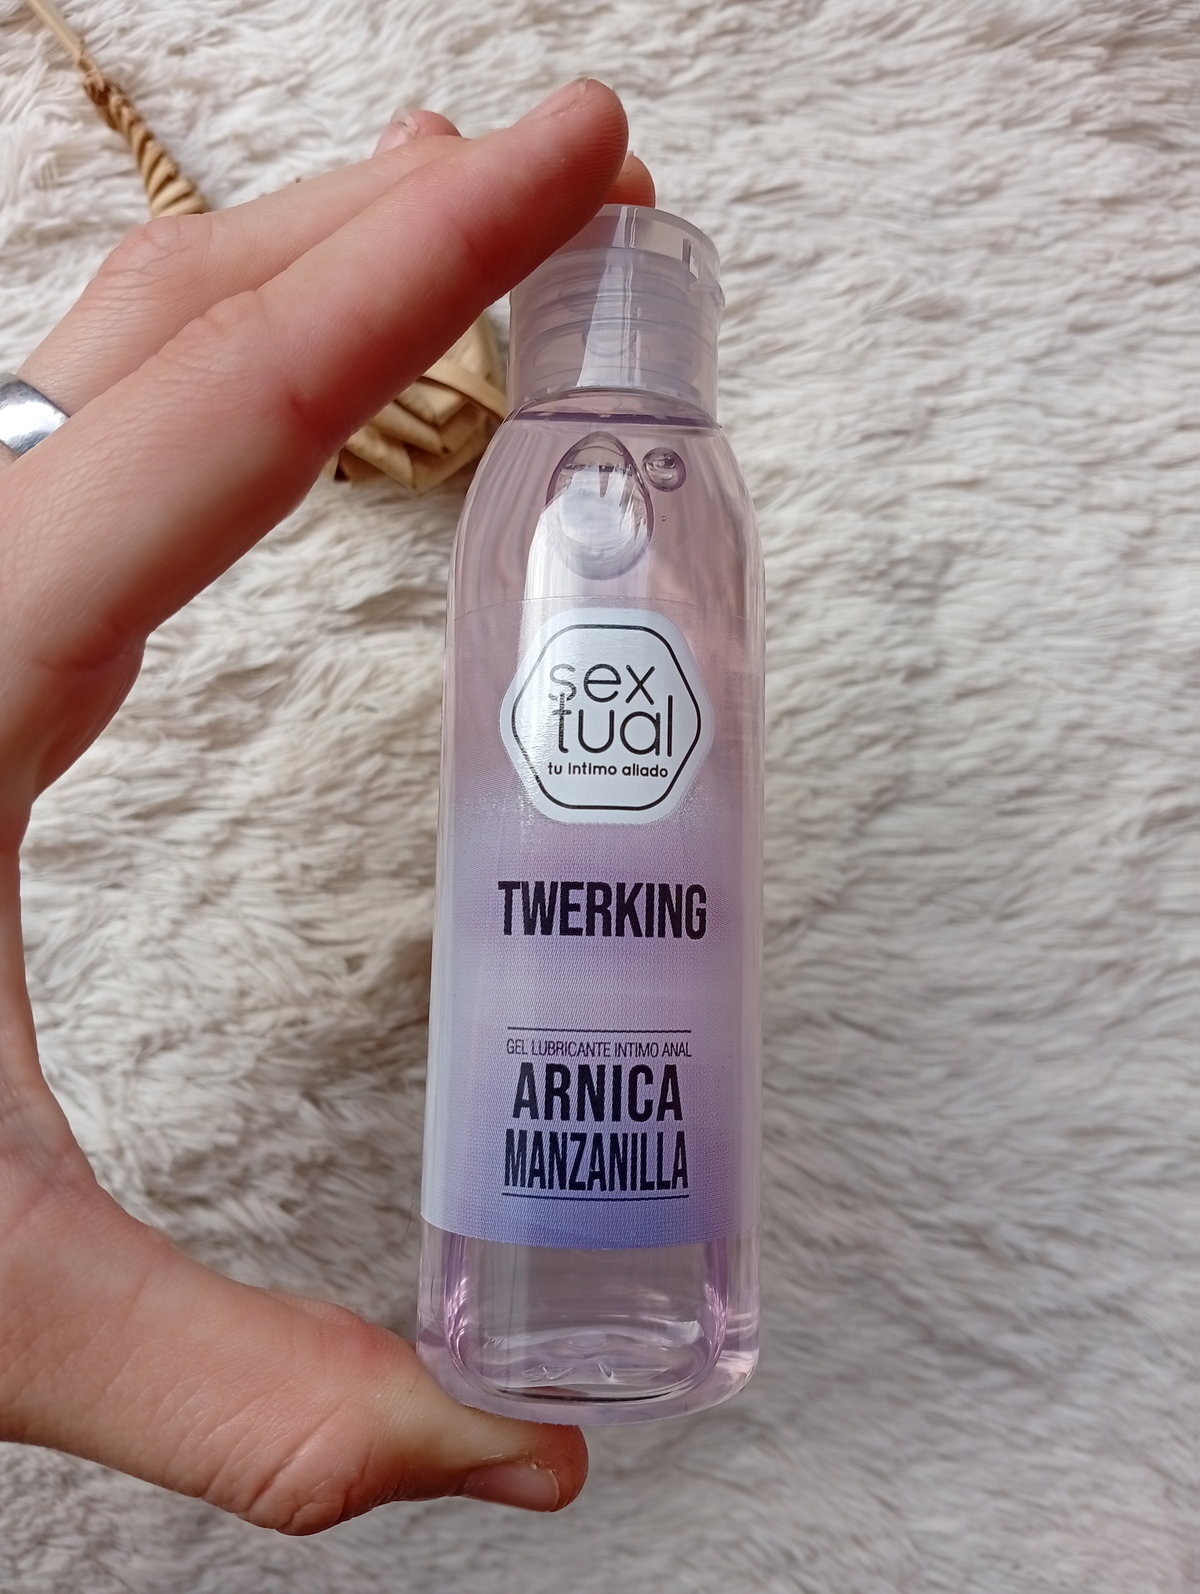 sex
tual
tu intimo aliado
TWERKING
GEL LUBRICANTE INTIMO ANAL
ARNICA
MANZANILLA